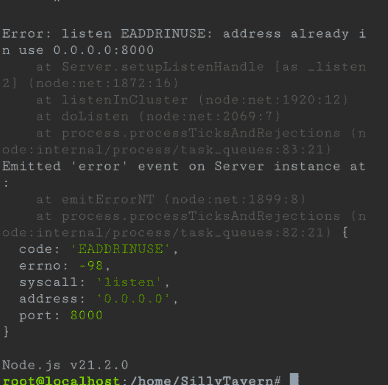 Error: listen EADDRINUSE: address already i
n use 0.0.0.0:8000
    at Server.setupListenHandle [as _listen
2] (node:net:1872:16)
    at listenInCluster (node:net:1920:12)
    at doListen (node:net:2069:7)
    at process.processTicksAndRejections (n
ode:internal/process/task_queues:83:21)
Emitted 'error' event on Server instance at
:
    at emitErrorNT (node:net:1899:8)
    at process.processTicksAndRejections (n
ode:internal/process/task_queues:82:21) {
  code: 'EADDRINUSE',
  errno: -98,
  syscall: 'listen',
  address: '0.0.0.0',
  port: 8000
}
Node.js v21.2.0
root@localhost:/home/SillyTavern#